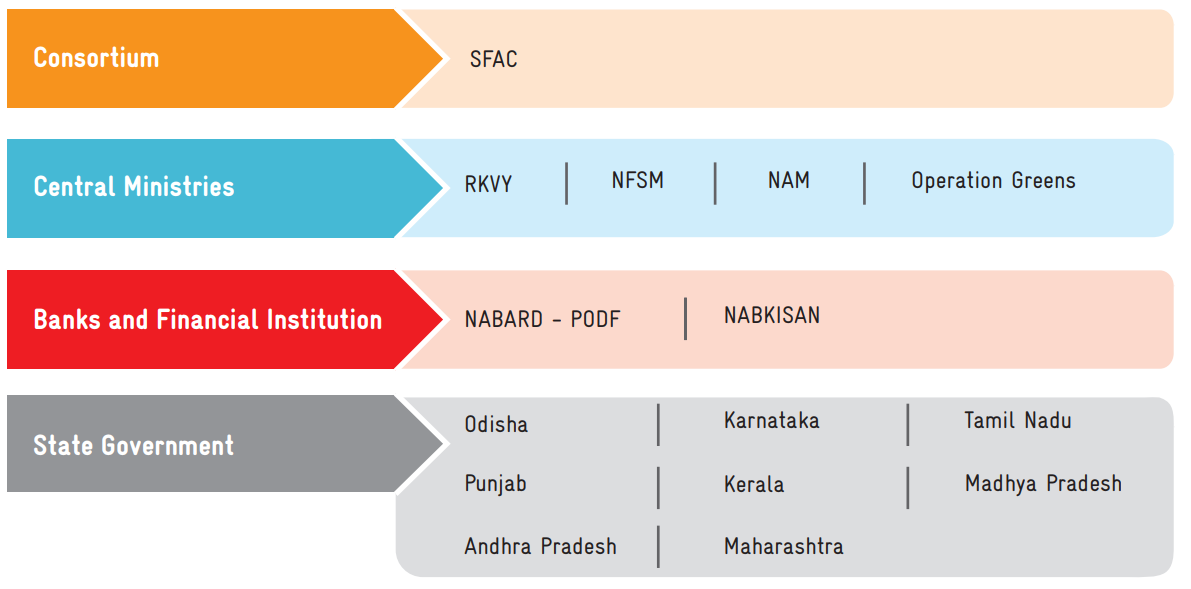 Consortium
SFAC
Central Ministries
RKVY
NFSM
NAM
Operation Greens
Banks and Financial Institution
NABARD - PODF
NABKISAN
State Government
Odisha
Karnataka
Tamil Nadu
Punjab
Kerala
Madhya Pradesh
Andhra Pradesh
Maharashtra